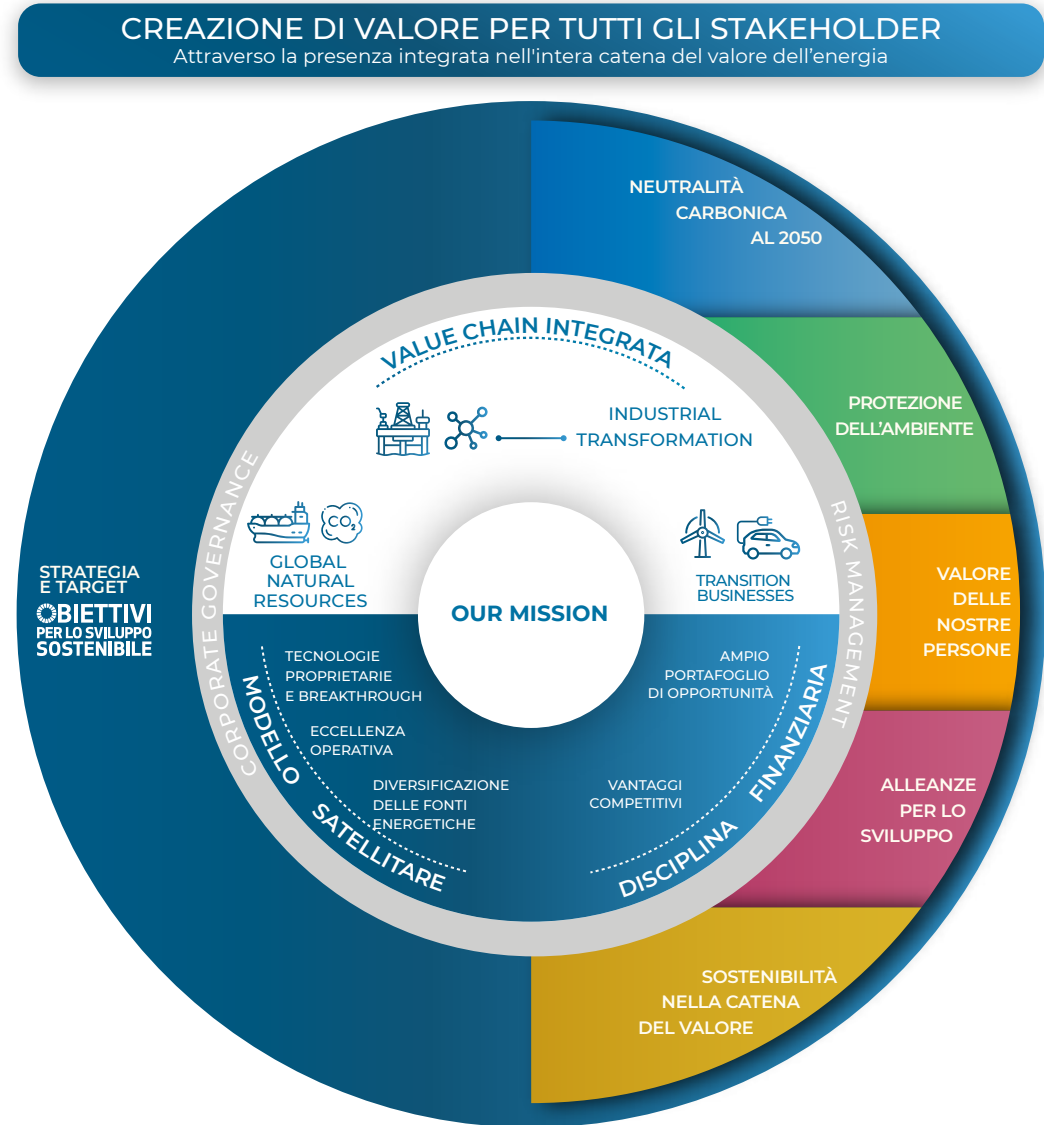 CREAZIONE DI VALORE PER TUTTI GLI STAKEHOLDER
Attraverso la presenza integrata nell'intera catena del valore dell'energia
NEUTRALITÀ
CARBONICA
AL 2050
PROTEZIONE
DELL'AMBIENTE
VALORE
DELLE
NOSTRE
PERSONE
ALLEANZE
PER LO
SVILUPPO
SOSTENIBILITÀ
NELLA CATENA
DEL VALORE
STRATEGIA
E TARGET
OBIETTIVI
PER LO SVILUPPO
SOSTENIBILE
CORPORATE GOVERNANCE
RISK MANAGEMENT
VALUE CHAIN INTEGRATA
INDUSTRIAL
TRANSFORMATION
CO₂
GLOBAL
NATURAL
RESOURCES
TRANSITION
BUSINESSES
OUR MISSION
TECNOLOGIE
PROPRIETARIE
E BREAKTHROUGH
ECCELLENZA
OPERATIVA
DIVERSIFICAZIONE
DELLE FONTI
ENERGETICHE
MODELLO SATELLITARE
AMPIO
PORTAFOGLIO
DI OPPORTUNITÀ
VANTAGGI
COMPETITIVI
DISCIPLINA FINANZIARIA